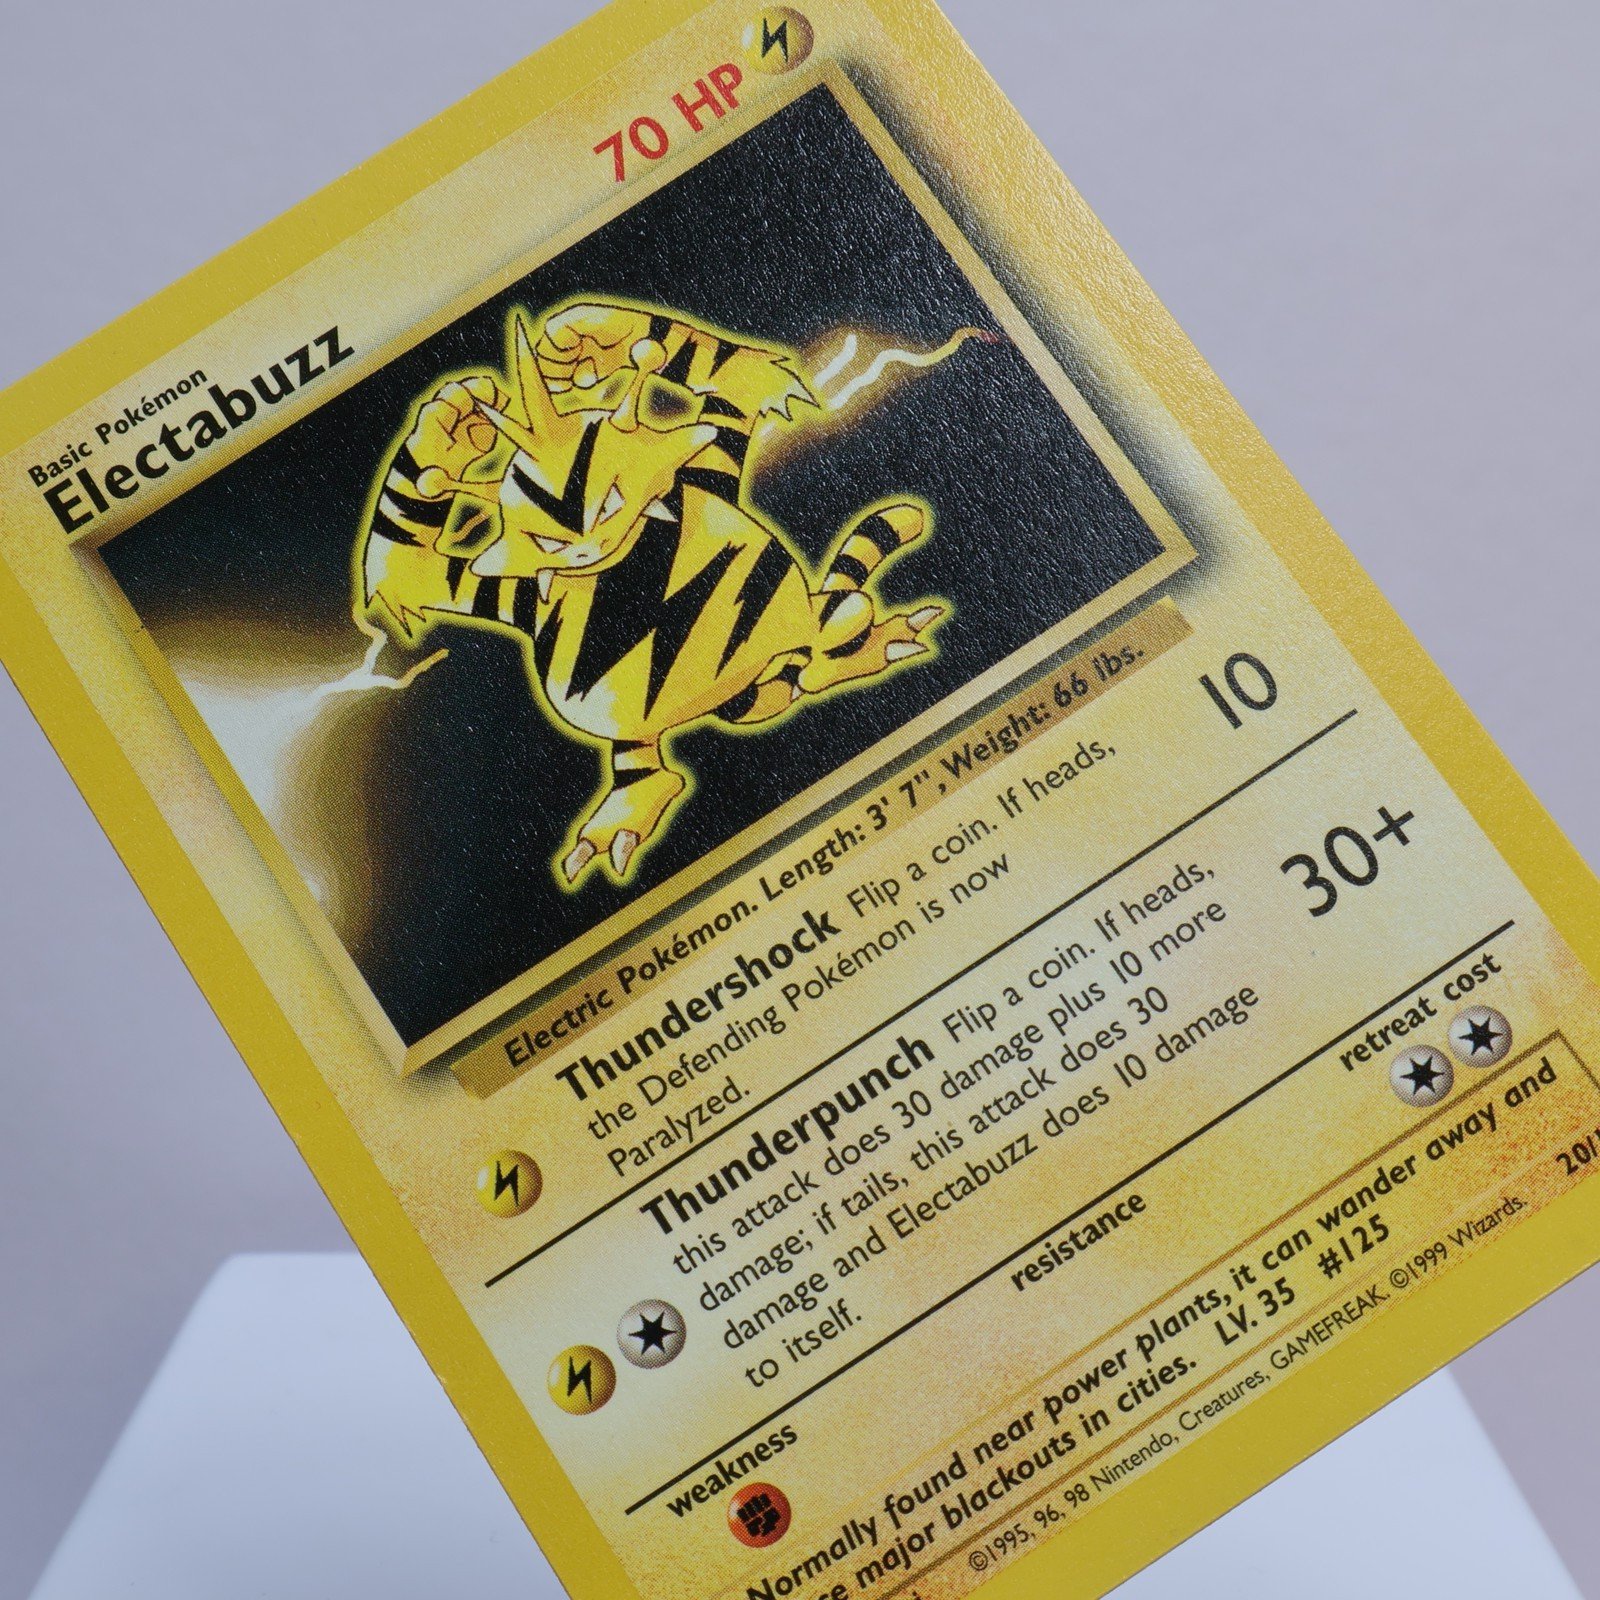 Basic Pokémon
Electabuzz
70 HP
Electric Pokémon. Length: 3' 7", Weight: 66 lbs.
Thundershock Flip a coin. If heads,
the Defending Pokémon is now
Paralyzed.
10
Thunderpunch Flip a coin. If heads,
this attack does 30 damage plus 10 more
damage; if tails, this attack does 30
damage and Electabuzz does 10 damage
to itself.
30+
weakness
resistance
retreat cost
Normally found near power plants, it can wander away and
major blackouts in cities. LV. 35 #125
©1995, 96, 98 Nintendo, Creatures, GAMEFREAK. ©1999 Wizards.
20/